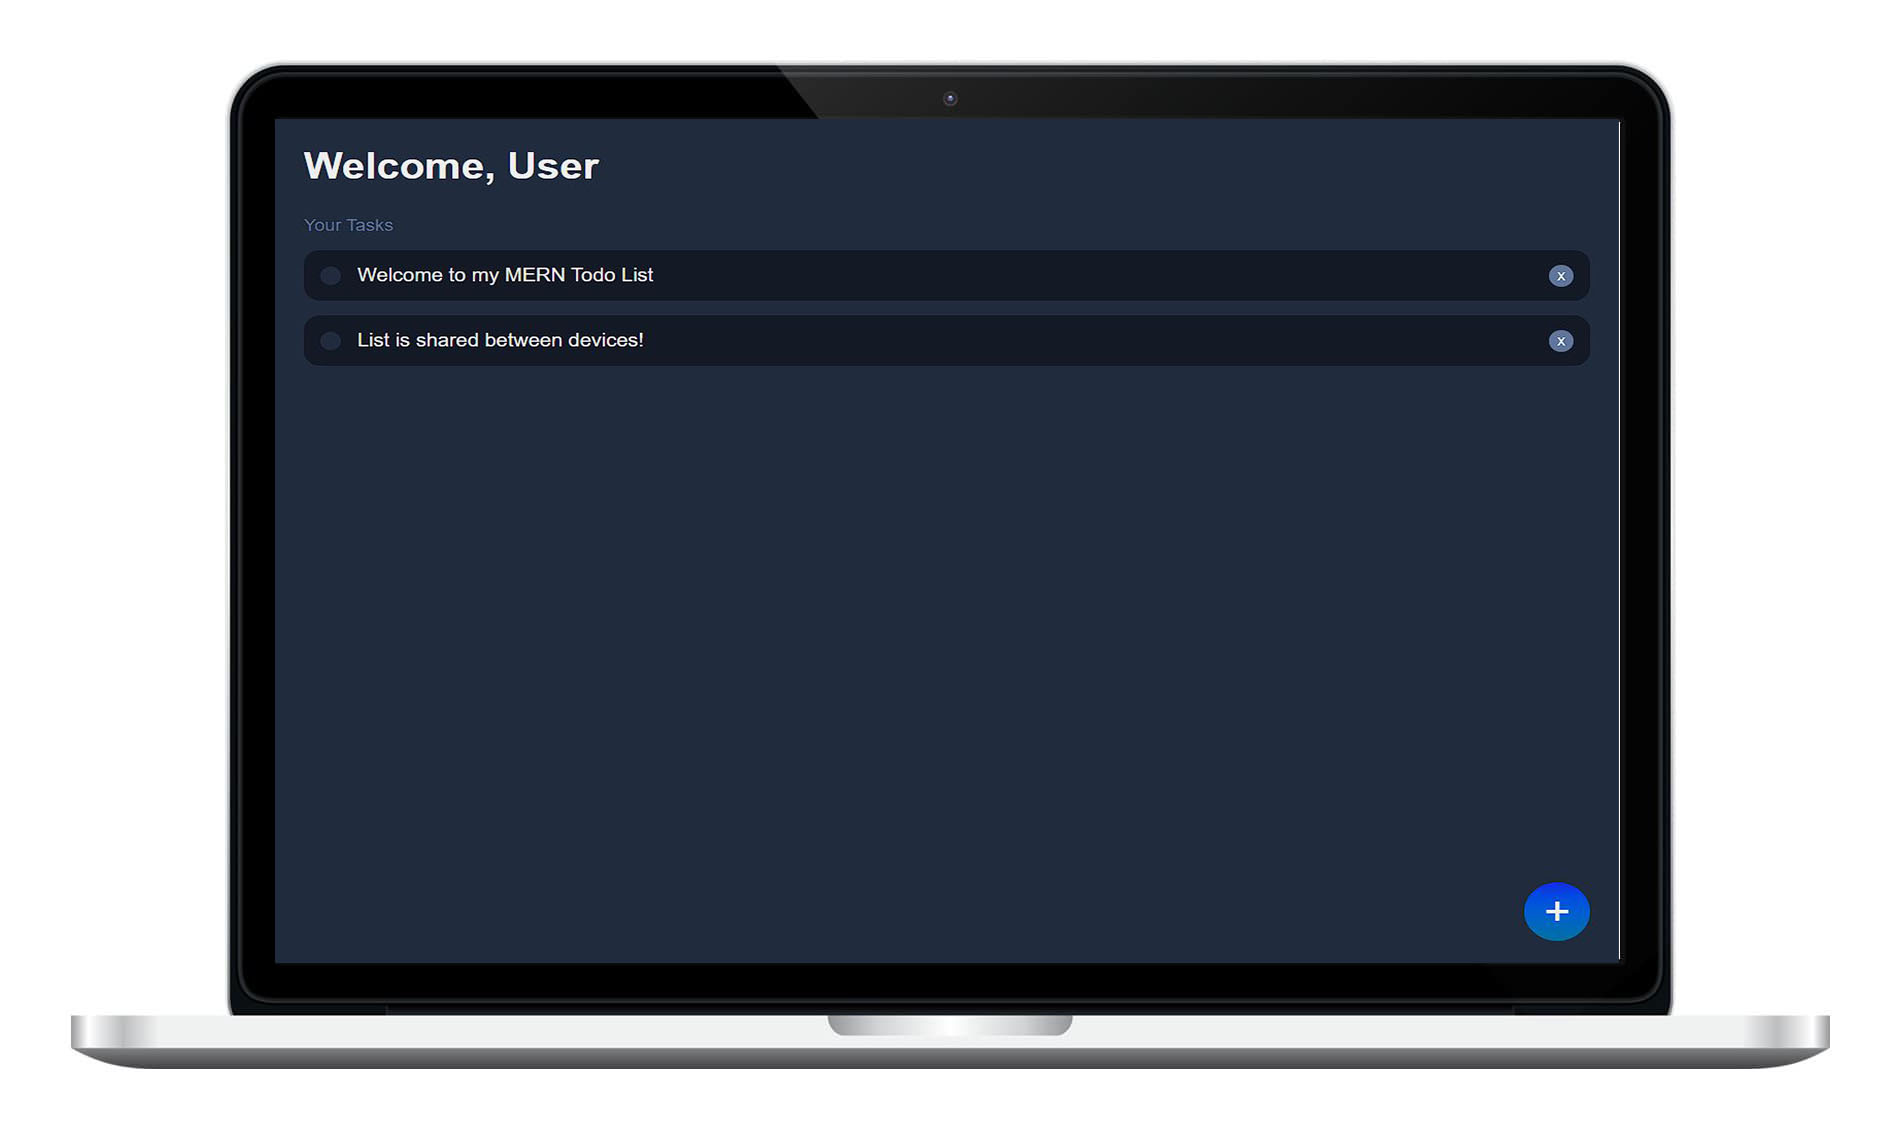 Welcome, User
Your Tasks
Welcome to my MERN Todo List
x
List is shared between devices!
x
+